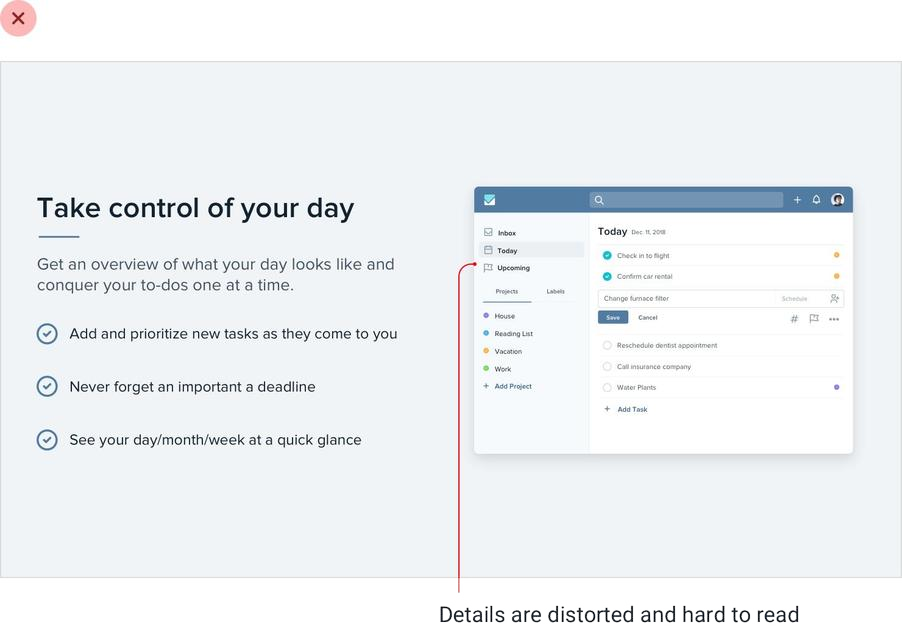 Take control of your day
Get an overview of what your day looks like and
conquer your to-dos one at a time.
Add and prioritize new tasks as they come to you
Never forget an important a deadline
See your day/month/week at a quick glance
Inbox
Today
Upcoming
Projects Labels
House
Reading List
Vacation
Work
+ Add Project
Today Dec. 11, 2018
Check in to flight
Confirm car rental
Change furnace filter Schedule
Save Cancel
Reschedule dentist appointment
Call insurance company
Water Plants
+ Add Task
Details are distorted and hard to read